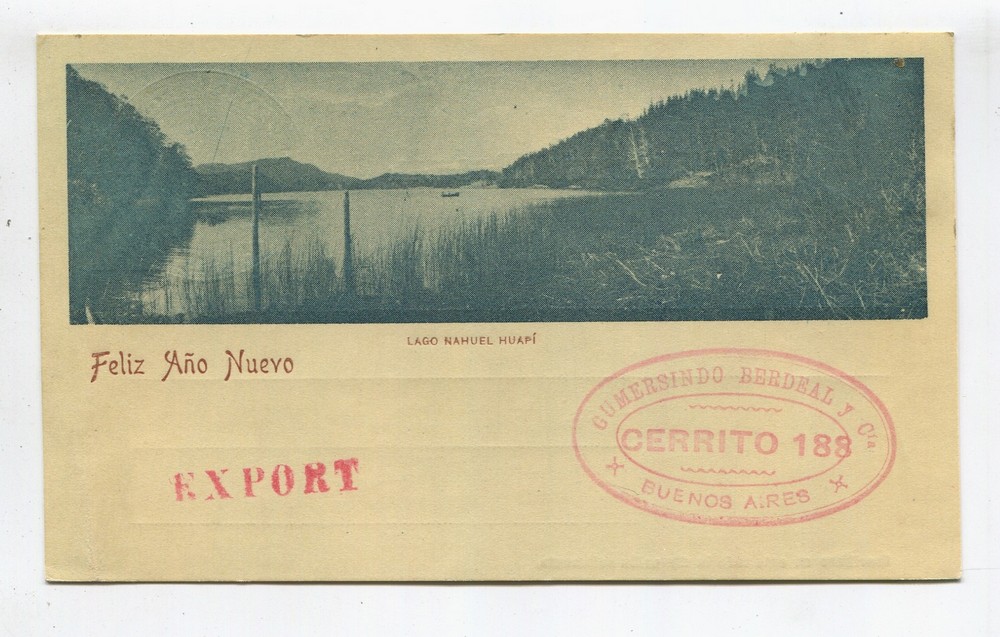 LAGO NAHUEL HUAPÍ
Feliz Año Nuevo
GUMERSINDO BERDEAL Y Cía.
CERRITO 188
BUENOS AIRES
EXPORT